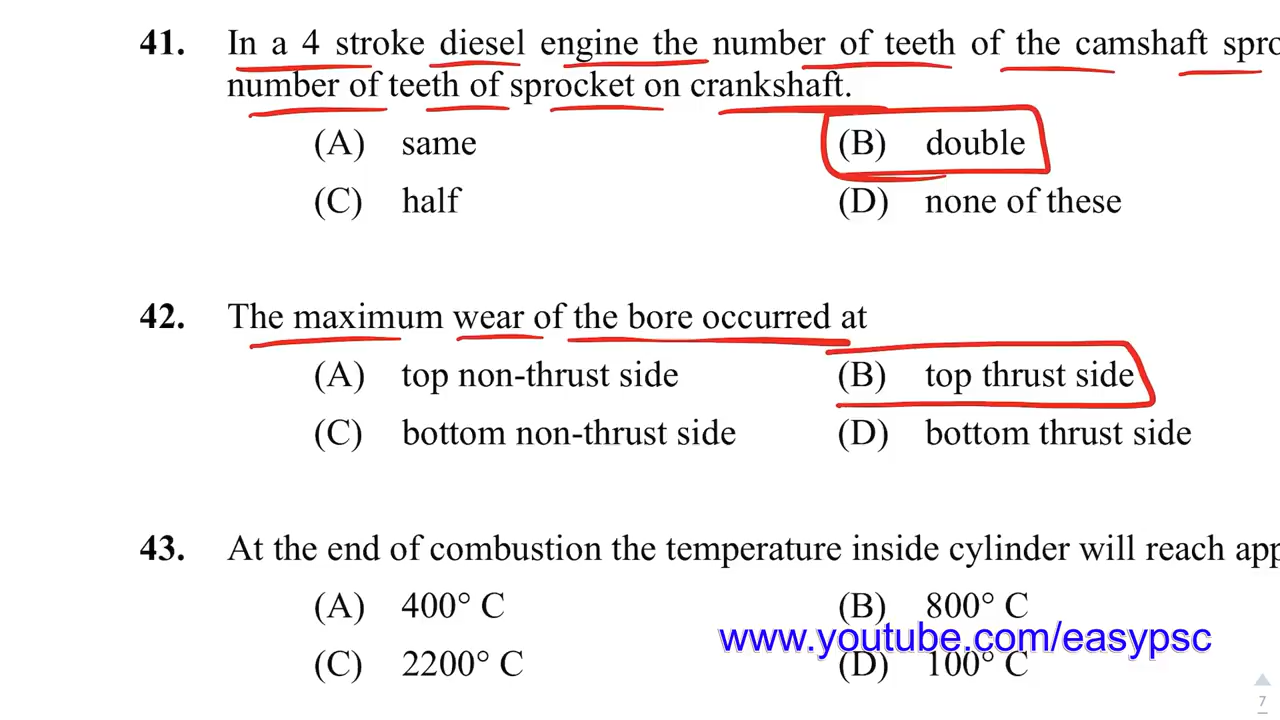 41. In a 4 stroke diesel engine the number of teeth of the camshaft spro
number of teeth of sprocket on crankshaft.
(A) same (B) double
(C) half (D) none of these
42. The maximum wear of the bore occurred at
(A) top non-thrust side (B) top thrust side
(C) bottom non-thrust side (D) bottom thrust side
43. At the end of combustion the temperature inside cylinder will reach app
(A) 400° C (B) 800° C
www.youtube.com/easypsc
(C) 2200° C (D) 100° C
7